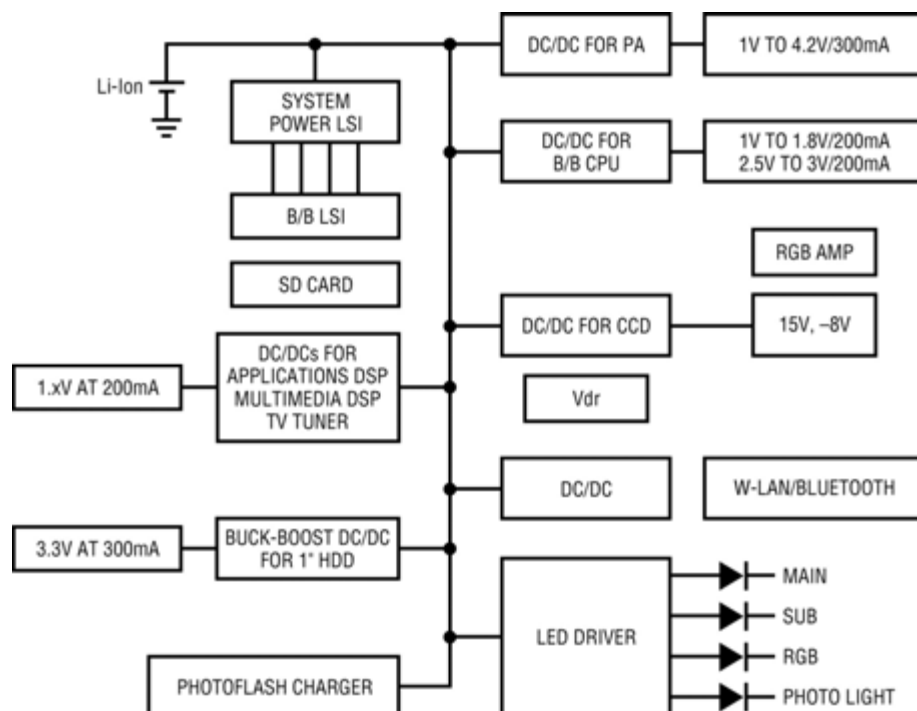 Li-Ion
SYSTEM
POWER LSI
B/B LSI
SD CARD
1.xV AT 200mA
DC/DCs FOR
APPLICATIONS DSP
MULTIMEDIA DSP
TV TUNER
3.3V AT 300mA
BUCK-BOOST DC/DC
FOR 1" HDD
PHOTOFLASH CHARGER
DC/DC FOR PA
1V TO 4.2V/300mA
DC/DC FOR
B/B CPU
1V TO 1.8V/200mA
2.5V TO 3V/200mA
RGB AMP
DC/DC FOR CCD
15V, –8V
Vdr
DC/DC
W-LAN/BLUETOOTH
LED DRIVER
MAIN
SUB
RGB
PHOTO LIGHT